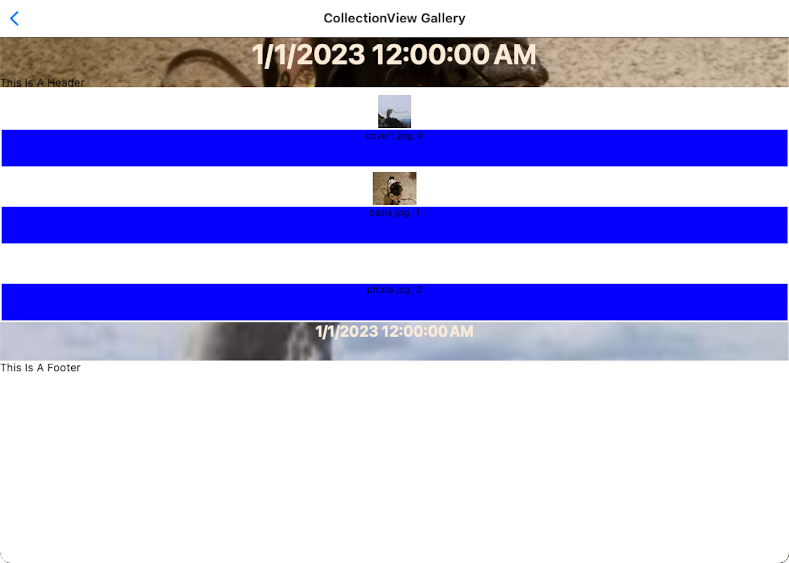 CollectionView Gallery
1/1/2023 12:00:00 AM
This Is A Header
cover1.jpg, 0
oasis.jpg, 1
photo.jpg, 2
1/1/2023 12:00:00 AM
This Is A Footer